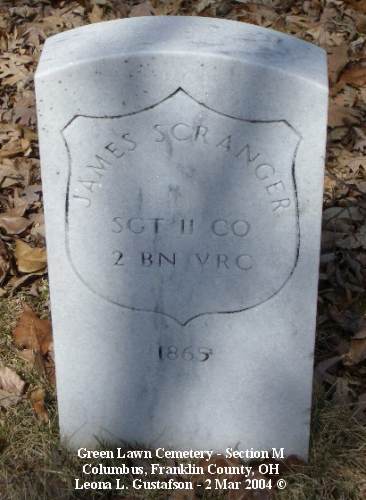 JAMES SCRANGER
SGT 11 CO
2 BN VRC
1865
Green Lawn Cemetery - Section M
Columbus, Franklin County, OH
Leona L. Gustafson - 2 Mar 2004 ©